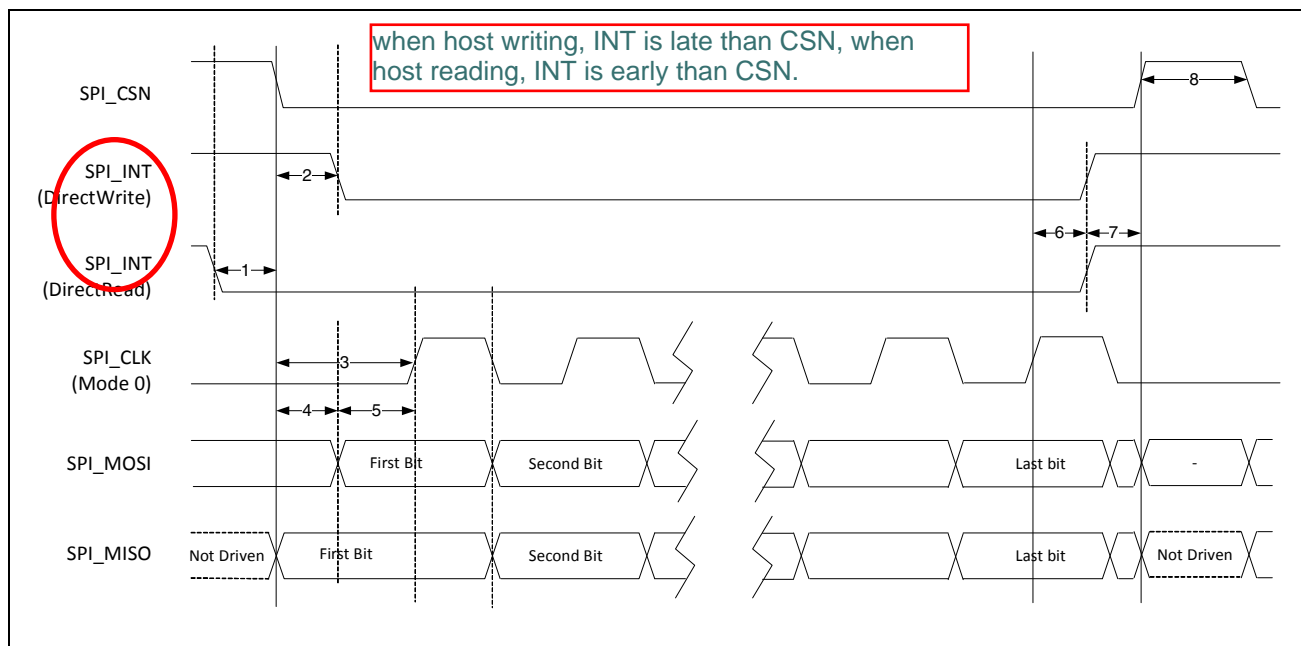 when host writing, INT is late than CSN, when
host reading, INT is early than CSN.
SPI_CSN
8
SPI_INT
(DirectWrite)
2
6
7
SPI_INT
(DirectRead)
1
SPI_CLK
(Mode 0)
3
4
5
SPI_MOSI
First Bit
Second Bit
Last bit
-
SPI_MISO
Not Driven
First Bit
Second Bit
Last bit
Not Driven